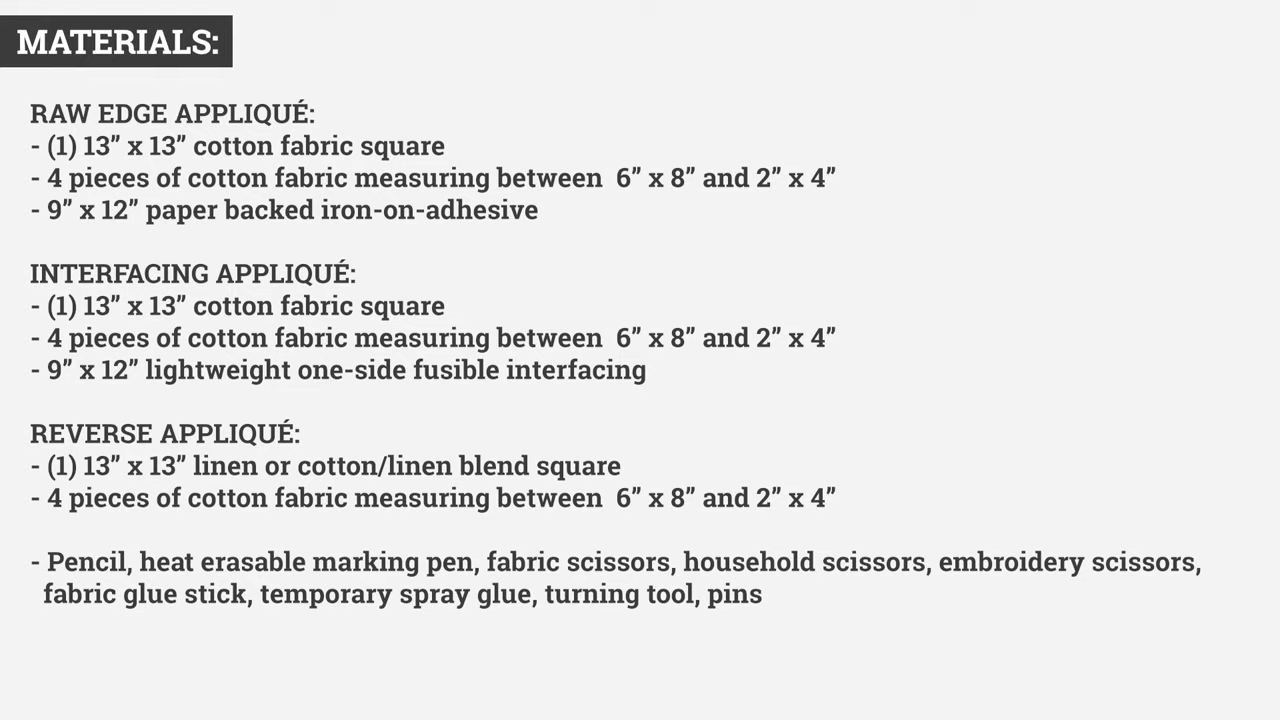 MATERIALS:
RAW EDGE APPLIQUÉ:
- (1) 13” x 13” cotton fabric square
- 4 pieces of cotton fabric measuring between  6” x 8” and 2” x 4”
- 9” x 12” paper backed iron-on-adhesive
INTERFACING APPLIQUÉ:
- (1) 13” x 13” cotton fabric square
- 4 pieces of cotton fabric measuring between  6” x 8” and 2” x 4”
- 9” x 12” lightweight one-side fusible interfacing
REVERSE APPLIQUÉ:
- (1) 13” x 13” linen or cotton/linen blend square
- 4 pieces of cotton fabric measuring between  6” x 8” and 2” x 4”
- Pencil, heat erasable marking pen, fabric scissors, household scissors, embroidery scissors,
fabric glue stick, temporary spray glue, turning tool, pins